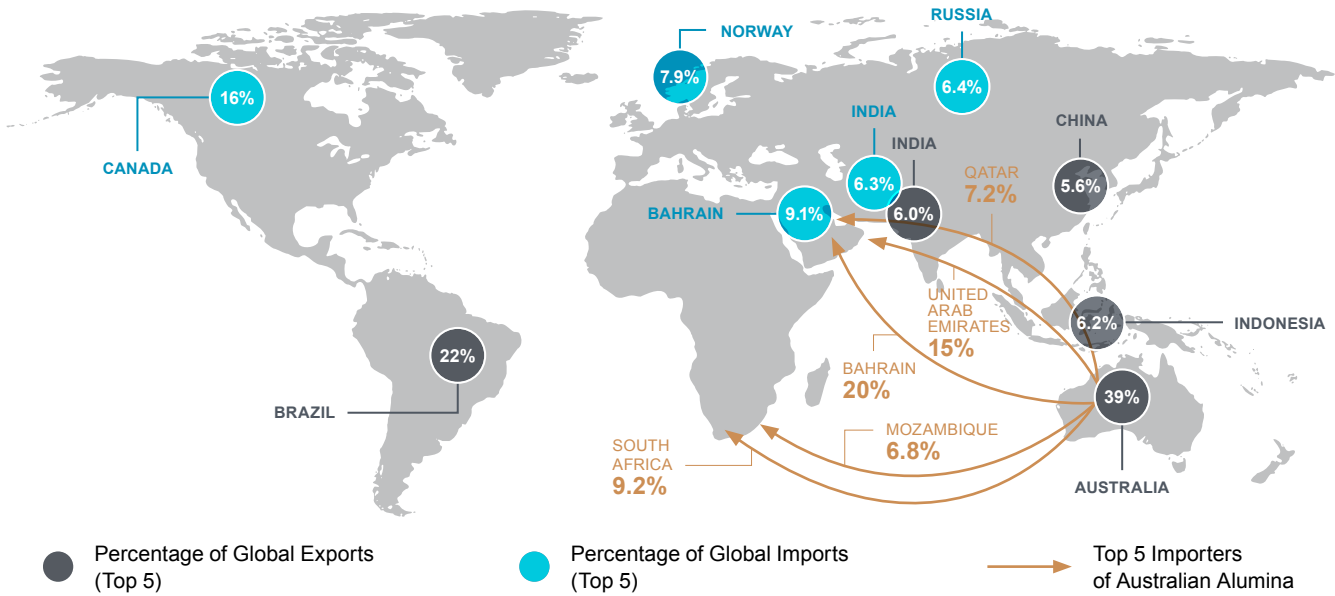 RUSSIA
NORWAY
7.9%
6.4%
16%
CANADA
INDIA
6.3%
INDIA
6.0%
CHINA
5.6%
QATAR
7.2%
BAHRAIN
9.1%
UNITED
ARAB
EMIRATES
15%
6.2%
INDONESIA
22%
BRAZIL
BAHRAIN
20%
39%
AUSTRALIA
MOZAMBIQUE
6.8%
SOUTH
AFRICA
9.2%
Percentage of Global Exports
(Top 5)
Percentage of Global Imports
(Top 5)
Top 5 Importers
of Australian Alumina